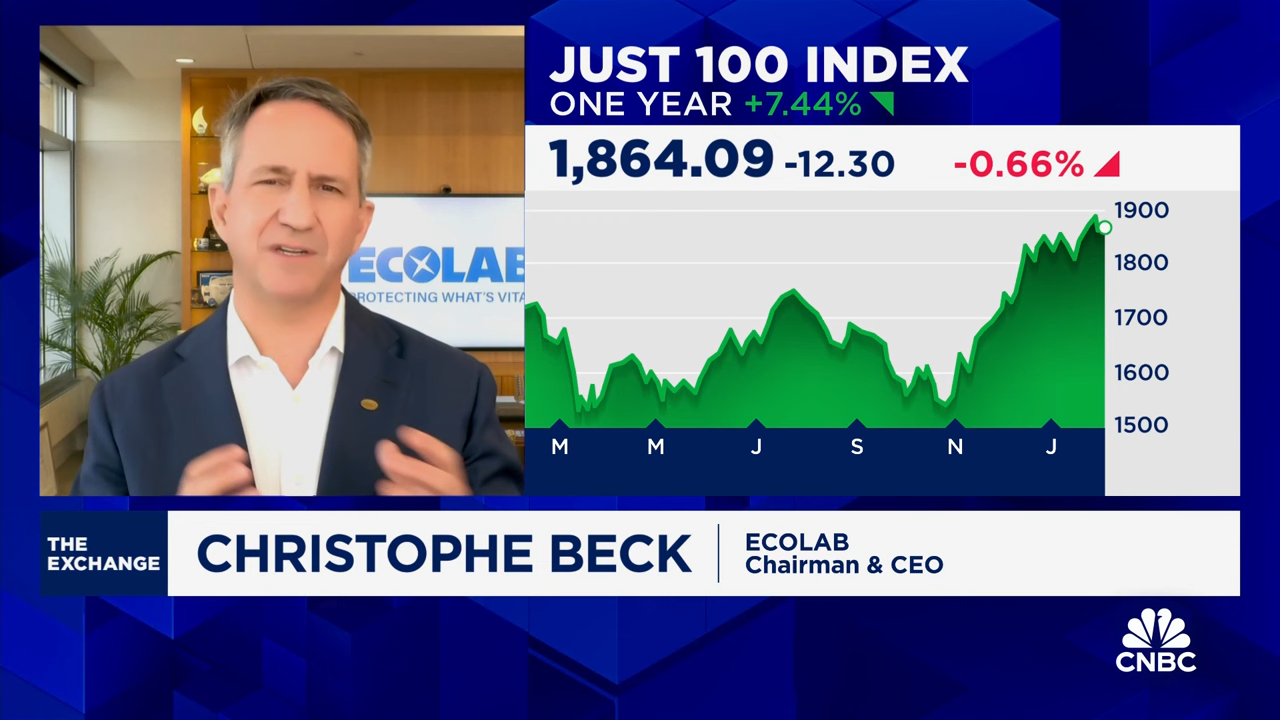 JUST 100 INDEX
ONE YEAR +7.44%
1,864.09 -12.30 -0.66%
1900
1800
1700
1600
1500
M M J S N J
ECOLAB
PROTECTING WHAT'S VITA
THE
EXCHANGE
CHRISTOPHE BECK
ECOLAB
Chairman & CEO
CNBC